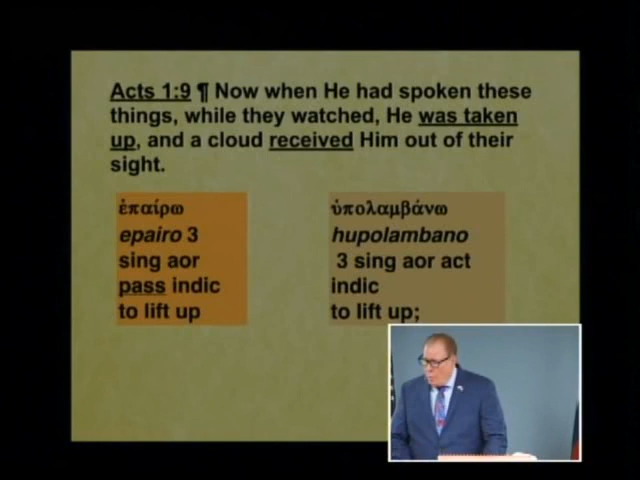 Acts 1:9 ¶ Now when He had spoken these
things, while they watched, He was taken
up, and a cloud received Him out of their
sight.
ἐπαίρω
epairo 3
sing aor
pass indic
to lift up
ὑπολαμβάνω
hupolambano
3 sing aor act
indic
to lift up;